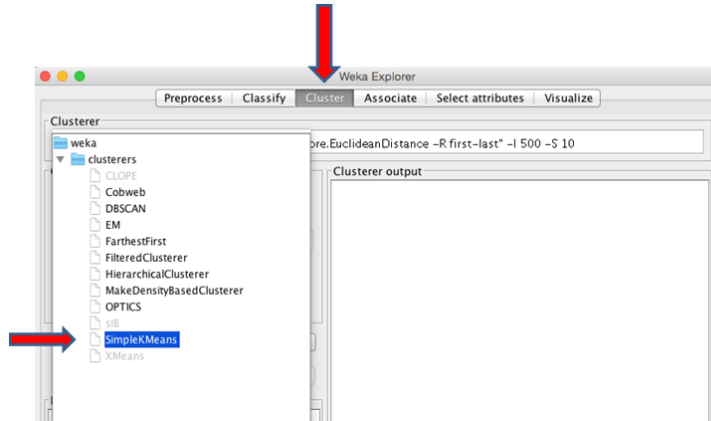 Weka Explorer
Preprocess Classify Cluster Associate Select attributes Visualize
Clusterer
weka
ore.EuclideanDistance -R first-last" -I 500 -S 10
clusterers
Clusterer output
CLOPE
Cobweb
DBSCAN
EM
FarthestFirst
FilteredClusterer
HierarchicalClusterer
MakeDensityBasedClusterer
OPTICS
sIB
SimpleKMeans
XMeans